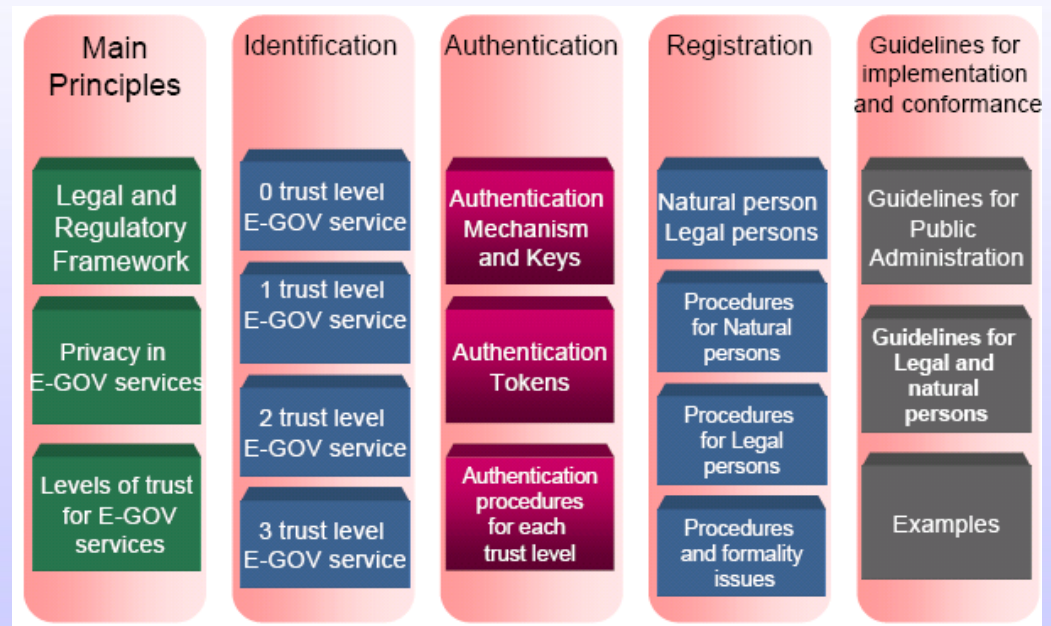 Main
Principles
Legal and
Regulatory
Framework
Privacy in
E-GOV services
Levels of trust
for E-GOV
services
Identification
0 trust level
E-GOV service
1 trust level
E-GOV service
2 trust level
E-GOV service
3 trust level
E-GOV service
Authentication
Authentication
Mechanism
and Keys
Authentication
Tokens
Authentication
procedures
for each
trust level
Registration
Natural person
Legal persons
Procedures
for Natural
persons
Procedures
for Legal
persons
Procedures
and formality
issues
Guidelines for
implementation
and conformance
Guidelines for
Public
Administration
Guidelines for
Legal and
natural
persons
Examples